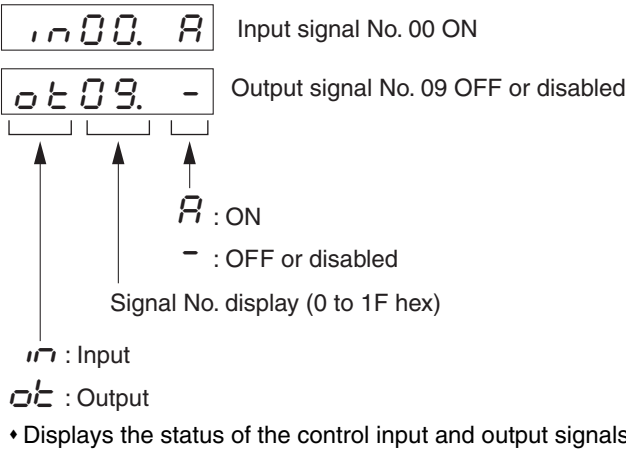 in00. A Input signal No. 00 ON
ot09. - Output signal No. 09 OFF or disabled
A : ON
- : OFF or disabled
Signal No. display (0 to 1F hex)
in : Input
ot : Output
• Displays the status of the control input and output signals